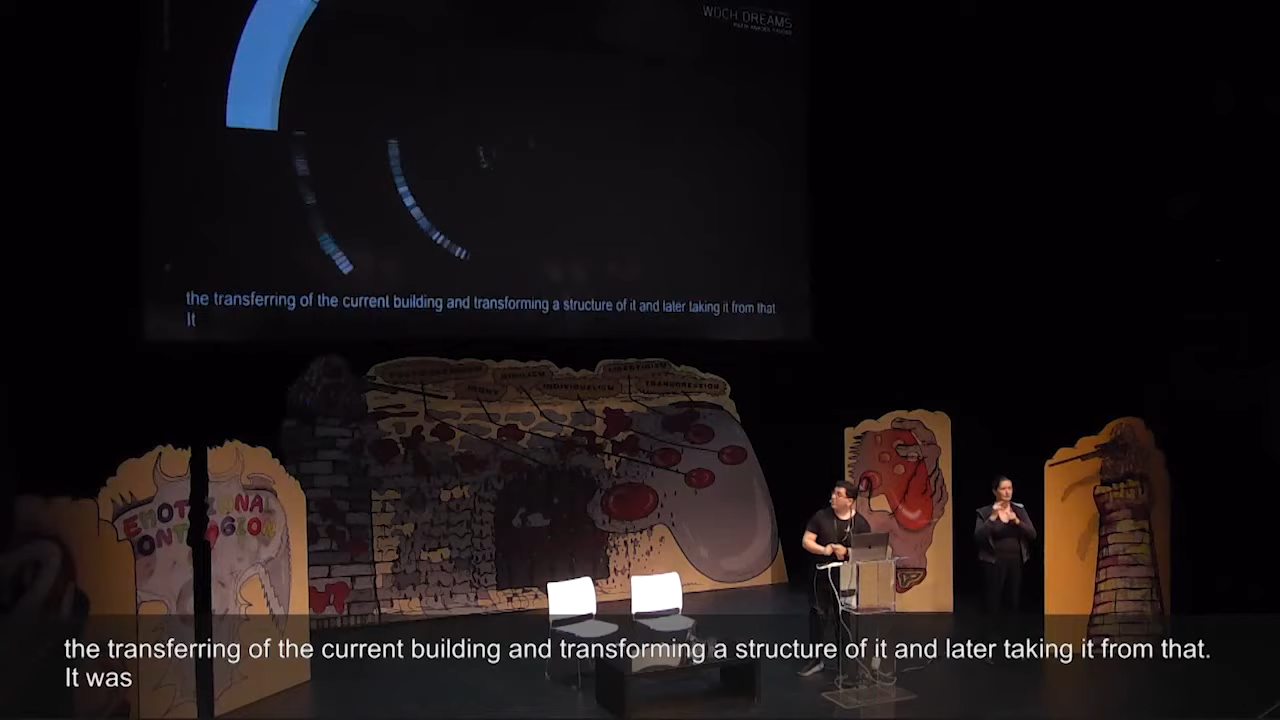 WDCH DREAMS
the transferring of the current building and transforming a structure of it and later taking it from that
It
INDIVIDUALISM
TRANSGRESSION
EMOTIONAL
CONTAGION
the transferring of the current building and transforming a structure of it and later taking it from that.
It was